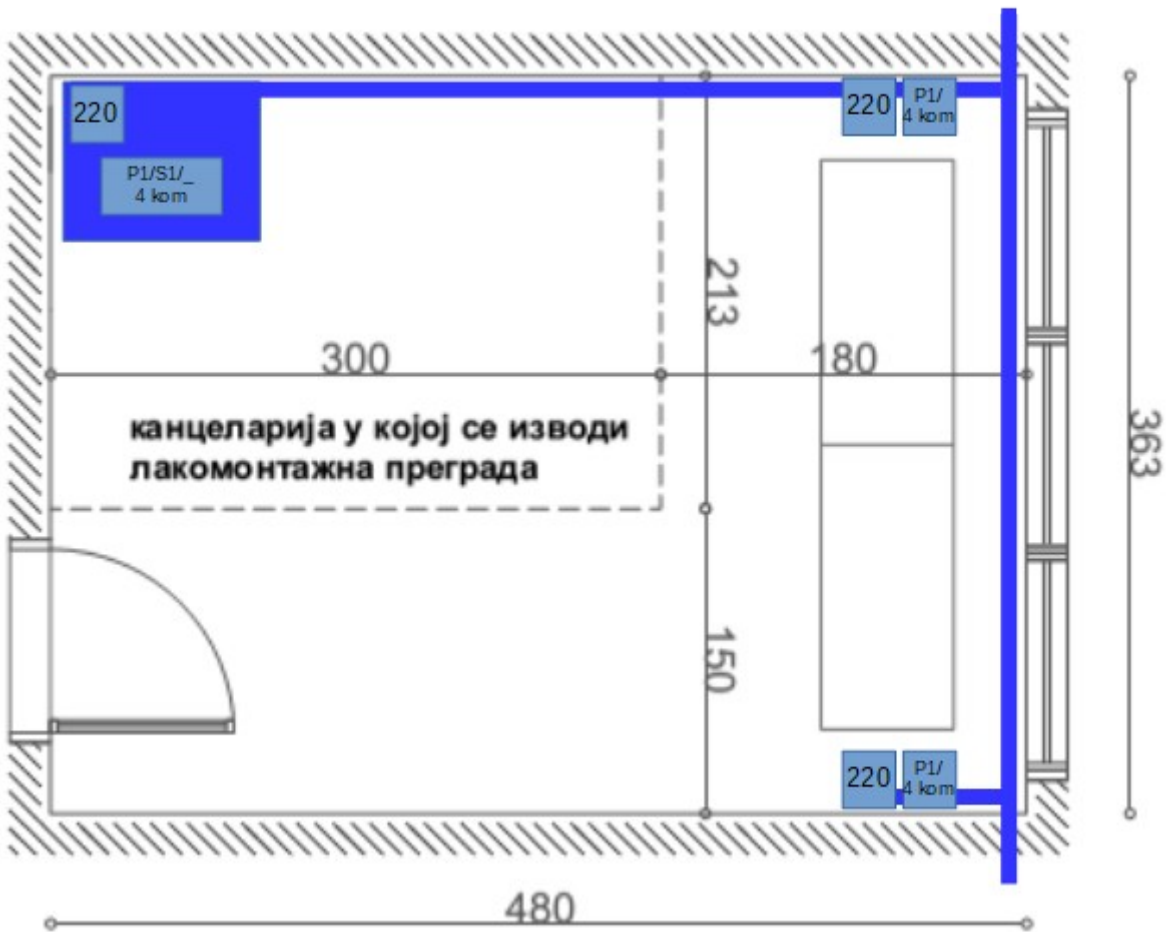 220
P1/S1/_
4 kom
220
P1/
4 kom
213
300
180
канцеларија у којој се изводи
лакомонтажна преграда
363
150
220
P1/
4 kom
480